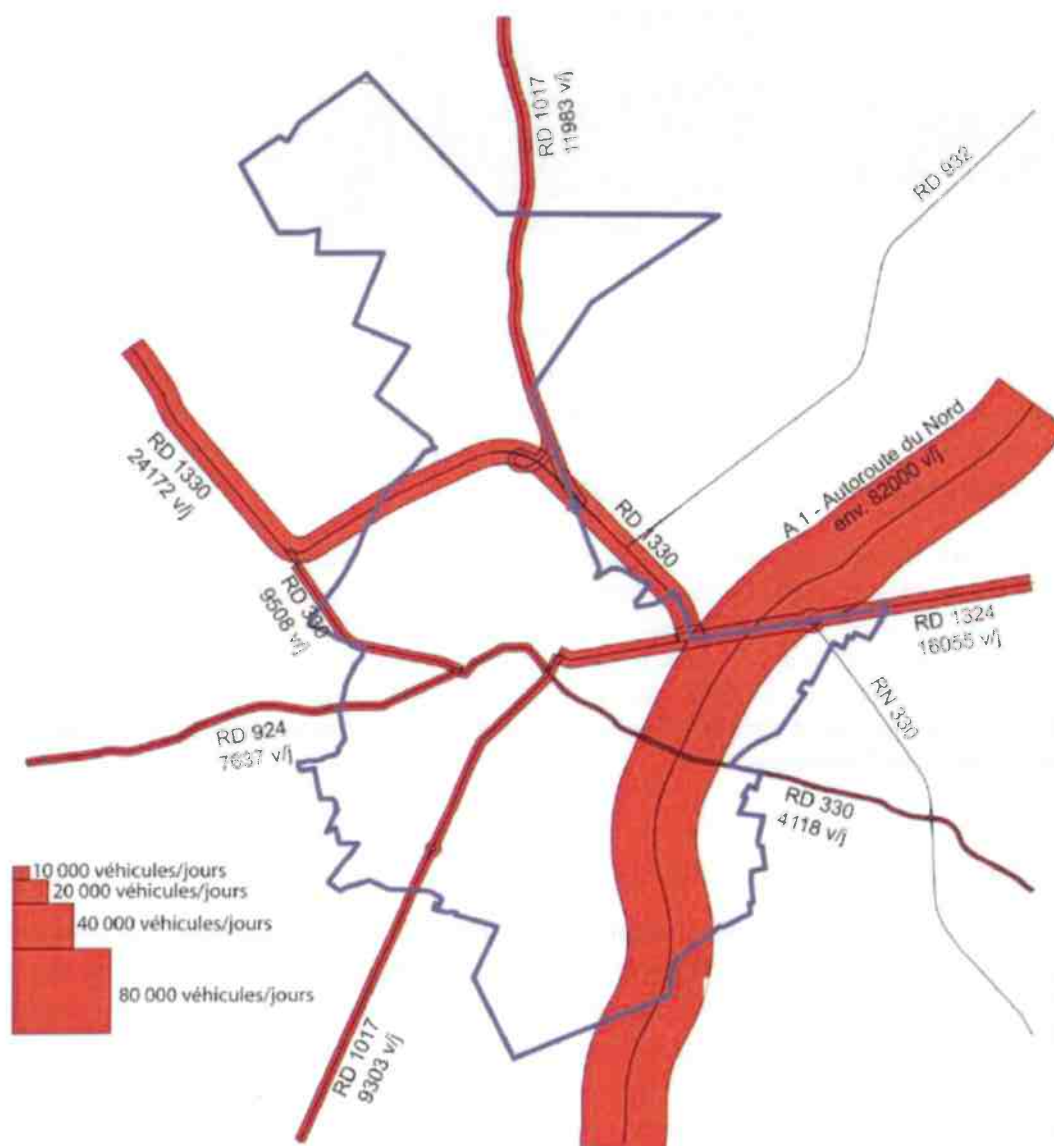 RD 1017
11983 v/j
RD 932
A 1 - Autoroute du Nord
env. 82000 v/j
RD 1330
24172 v/j
RD 1330
RD 330
9508 v/j
RD 1324
16055 v/j
RN 330
RD 924
7637 v/j
RD 330
4118 v/j
10 000 véhicules/jours
20 000 véhicules/jours
40 000 véhicules/jours
80 000 véhicules/jours
RD 1017
9303 v/j